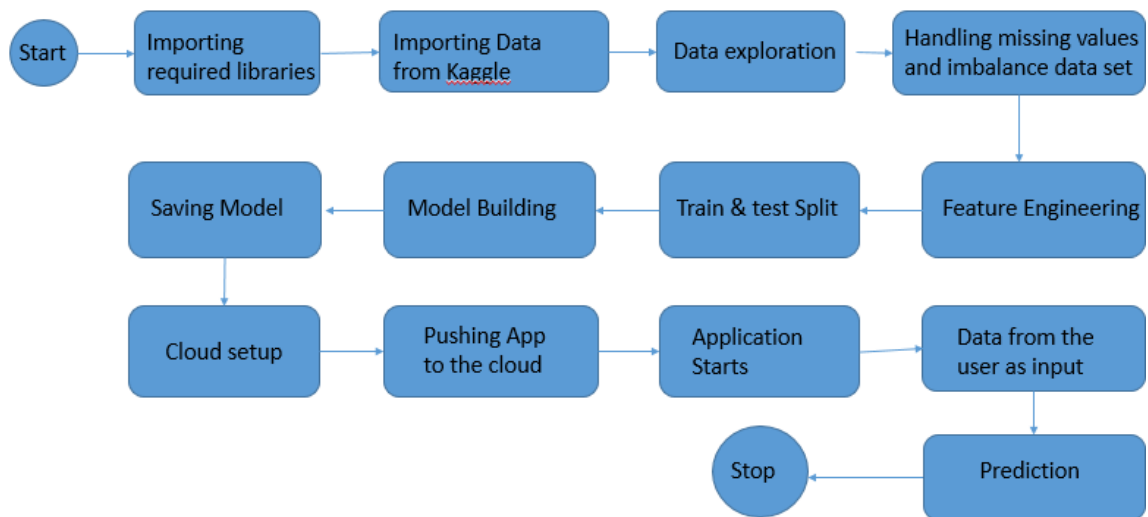 Start
Importing
required libraries
Importing Data
from Kaggle
Data exploration
Handling missing values
and imbalance data set
Saving Model
Model Building
Train & test Split
Feature Engineering
Cloud setup
Pushing App
to the cloud
Application
Starts
Data from the
user as input
Stop
Prediction